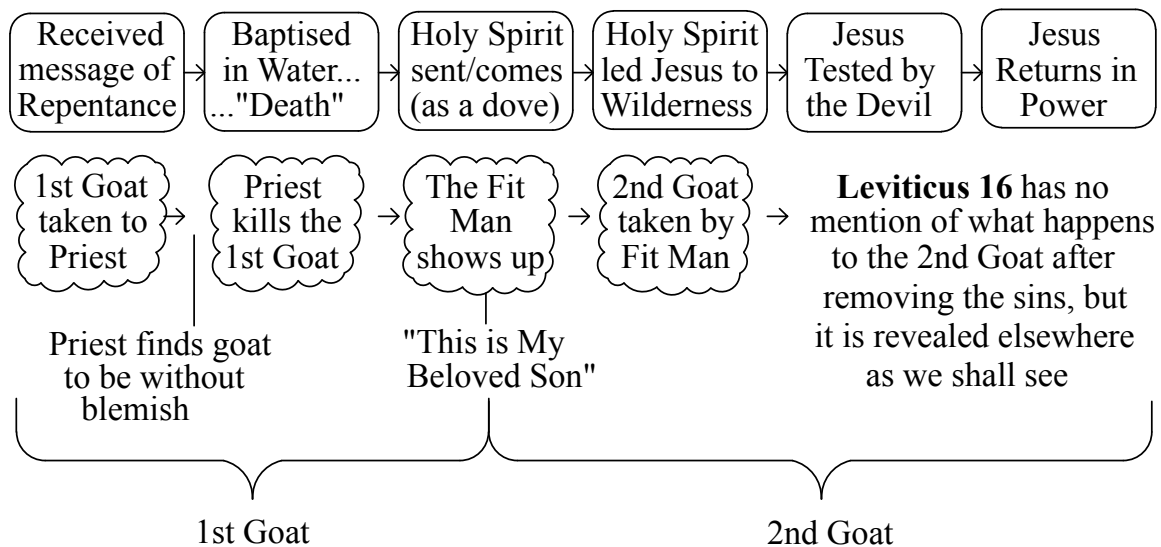 Received
message of
Repentance
Baptised
in Water...
..."Death"
Holy Spirit
sent/comes
(as a dove)
Holy Spirit
led Jesus to
Wilderness
Jesus
Tested by
the Devil
Jesus
Returns in
Power
1st Goat
taken to
Priest
Priest
kills the
1st Goat
The Fit
Man
shows up
2nd Goat
taken by
Fit Man
Leviticus 16 has no
mention of what happens
to the 2nd Goat after
removing the sins, but
it is revealed elsewhere
as we shall see
Priest finds goat
to be without
blemish
"This is My
Beloved Son"
1st Goat
2nd Goat